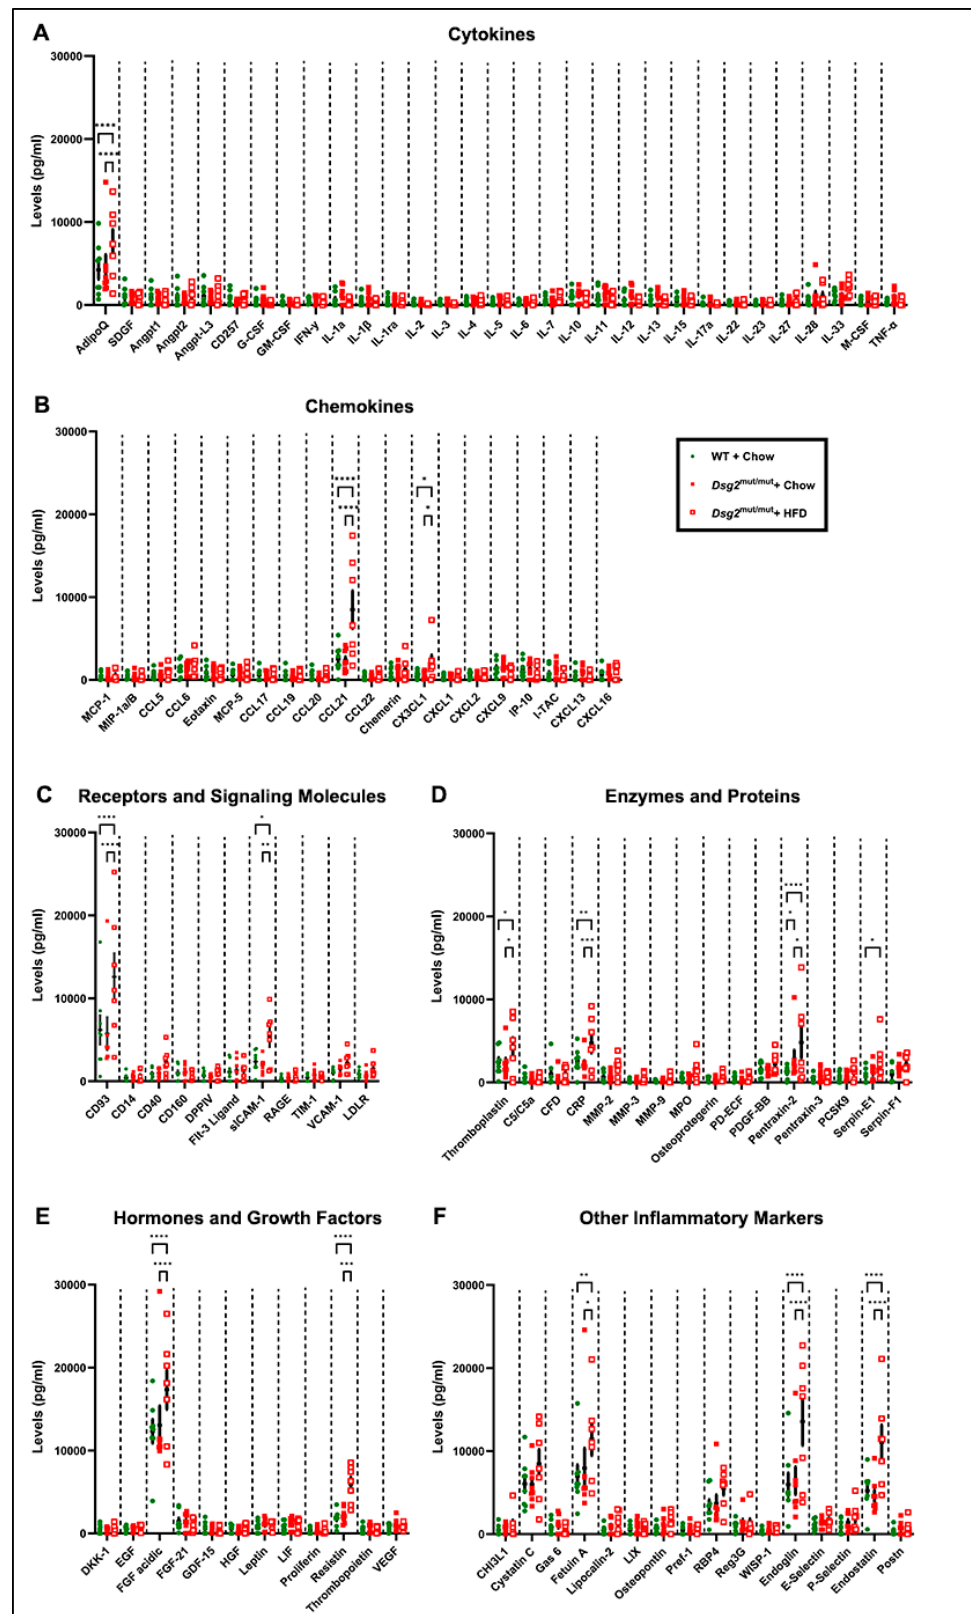 A
Cytokines
30000
20000
10000
0
Levels (pg/ml)
****
****
AdipoQ
SDGF
Angpt1
Angpt2
Angpt-L3
CD257
G-CSF
GM-CSF
IFN-γ
IL-1a
IL-1β
IL-1ra
IL-2
IL-3
IL-4
IL-5
IL-6
IL-7
IL-10
IL-11
IL-12
IL-13
IL-15
IL-17a
IL-22
IL-23
IL-27
IL-28
IL-33
M-CSF
TNF-α
B
Chemokines
30000
20000
10000
0
Levels (pg/ml)
****
****
*
*
MCP-1
MIP-1a/B
CCL5
CCL6
Eotaxin
MCP-5
CCL17
CCL19
CCL20
CCL21
CCL22
Chemerin
CX3CL1
CXCL1
CXCL2
CXCL9
IP-10
I-TAC
CXCL13
CXCL16
WT + Chow
Dsg2mut/mut+ Chow
Dsg2mut/mut+ HFD
C
Receptors and Signaling Molecules
30000
20000
10000
0
Levels (pg/ml)
****
****
*
**
CD93
CD14
CD40
CD160
DPPIV
Flt-3 Ligand
sICAM-1
RAGE
TIM-1
VCAM-1
LDLR
D
Enzymes and Proteins
30000
20000
10000
0
Levels (pg/ml)
*
*
**
***
****
*
*
*
Thromboplastin
C5/C5a
CFD
CRP
MMP-2
MMP-3
MMP-9
MPO
Osteoprotegerin
PD-ECF
PDGF-BB
Pentraxin-2
Pentraxin-3
PCSK9
Serpin-E1
Serpin-F1
E
Hormones and Growth Factors
30000
20000
10000
0
Levels (pg/ml)
****
****
****
***
DKK-1
EGF
FGF acidic
FGF-21
GDF-15
HGF
Leptin
LIF
Proliferin
Resistin
Thrombopoietin
VEGF
F
Other Inflammatory Markers
30000
20000
10000
0
Levels (pg/ml)
**
*
****
****
****
****
CHI3L1
Cystatin C
Gas 6
Fetuin A
Lipocalin-2
LIX
Osteopontin
Pref-1
RBP4
Reg3G
WISP-1
Endoglin
E-Selectin
P-Selectin
Endostatin
Postn